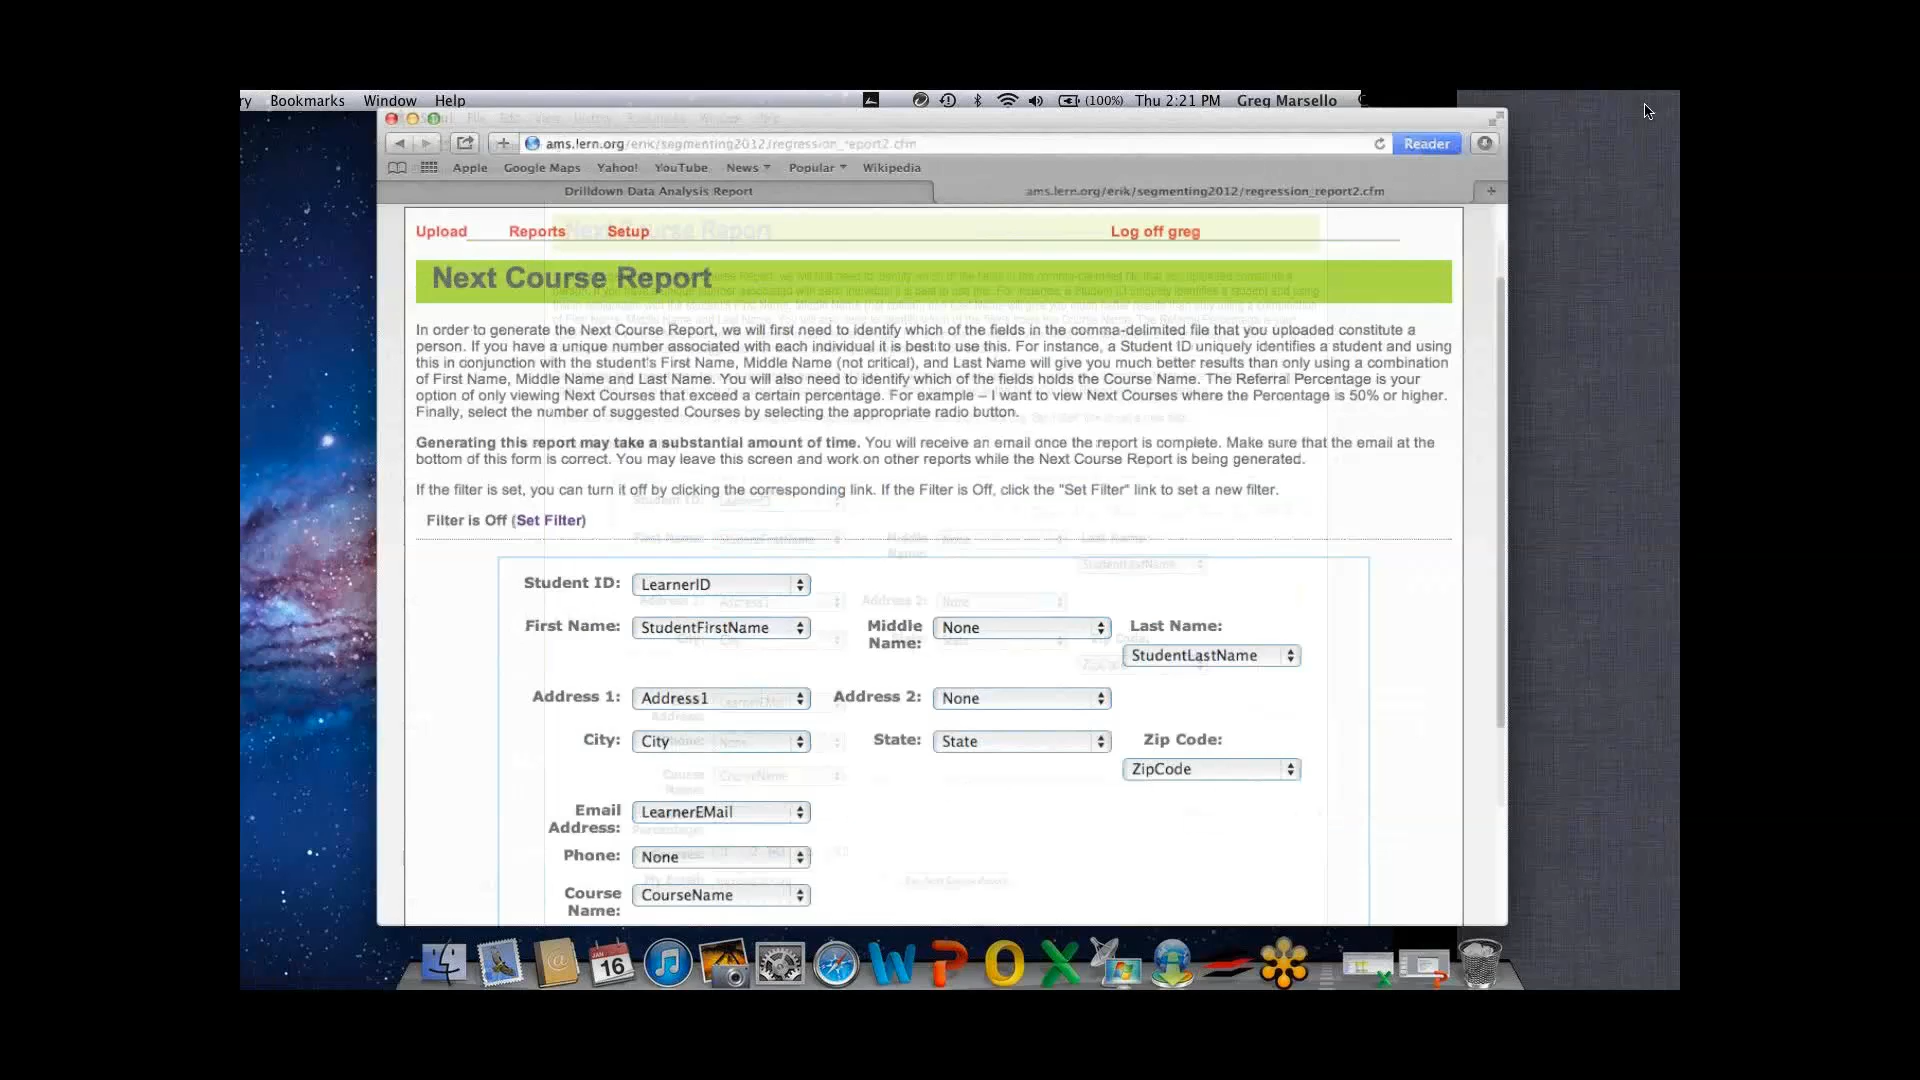 ry Bookmarks Window Help (100%) Thu 2:21 PM Greg Marsello
ams.lern.org/erik/segmenting2012/regression_report2.cfm Reader
Apple Google Maps Yahoo! YouTube News Popular Wikipedia
Drilldown Data Analysis Report ams.lern.org/erik/segmenting2012/regression_report2.cfm
Upload Reports Setup Log off greg
Next Course Report
In order to generate the Next Course Report, we will first need to identify which of the fields in the comma-delimited file that you uploaded constitute a
person. If you have a unique number associated with each individual it is best to use this. For instance, a Student ID uniquely identifies a student and using
this in conjunction with the student's First Name, Middle Name (not critical), and Last Name will give you much better results than only using a combination
of First Name, Middle Name and Last Name. You will also need to identify which of the fields holds the Course Name. The Referral Percentage is your
option of only viewing Next Courses that exceed a certain percentage. For example – I want to view Next Courses where the Percentage is 50% or higher.
Finally, select the number of suggested Courses by selecting the appropriate radio button.
Generating this report may take a substantial amount of time. You will receive an email once the report is complete. Make sure that the email at the
bottom of this form is correct. You may leave this screen and work on other reports while the Next Course Report is being generated.
If the filter is set, you can turn it off by clicking the corresponding link. If the Filter is Off, click the "Set Filter" link to set a new filter.
Filter is Off (Set Filter)
Student ID: LearnerID
First Name: StudentFirstName Middle Name: None Last Name:
StudentLastName
Address 1: Address1 Address 2: None
City: City State: State Zip Code:
ZipCode
Email Address: LearnerEMail
Phone: None
Course Name: CourseName
JAN 16